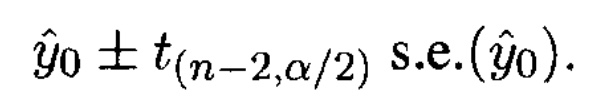 ŷ₀ ± t₍ₙ₋₂,α/2₎ s.e.(ŷ₀).